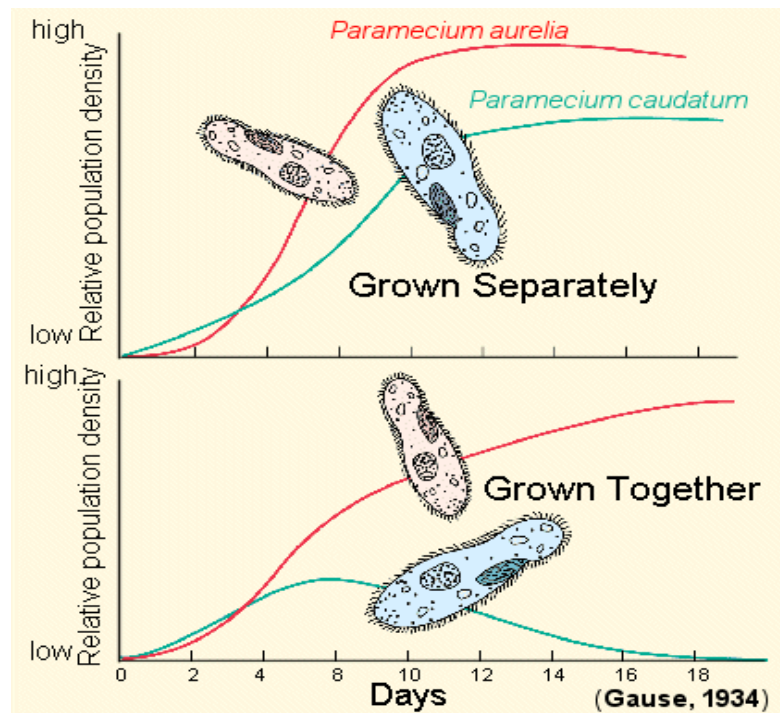 high
Paramecium aurelia
Paramecium caudatum
Relative population density
Grown Separately
low
high
Relative population density
Grown Together
low
0 2 4 6 8 10 12 14 16 18
Days
(Gause, 1934)